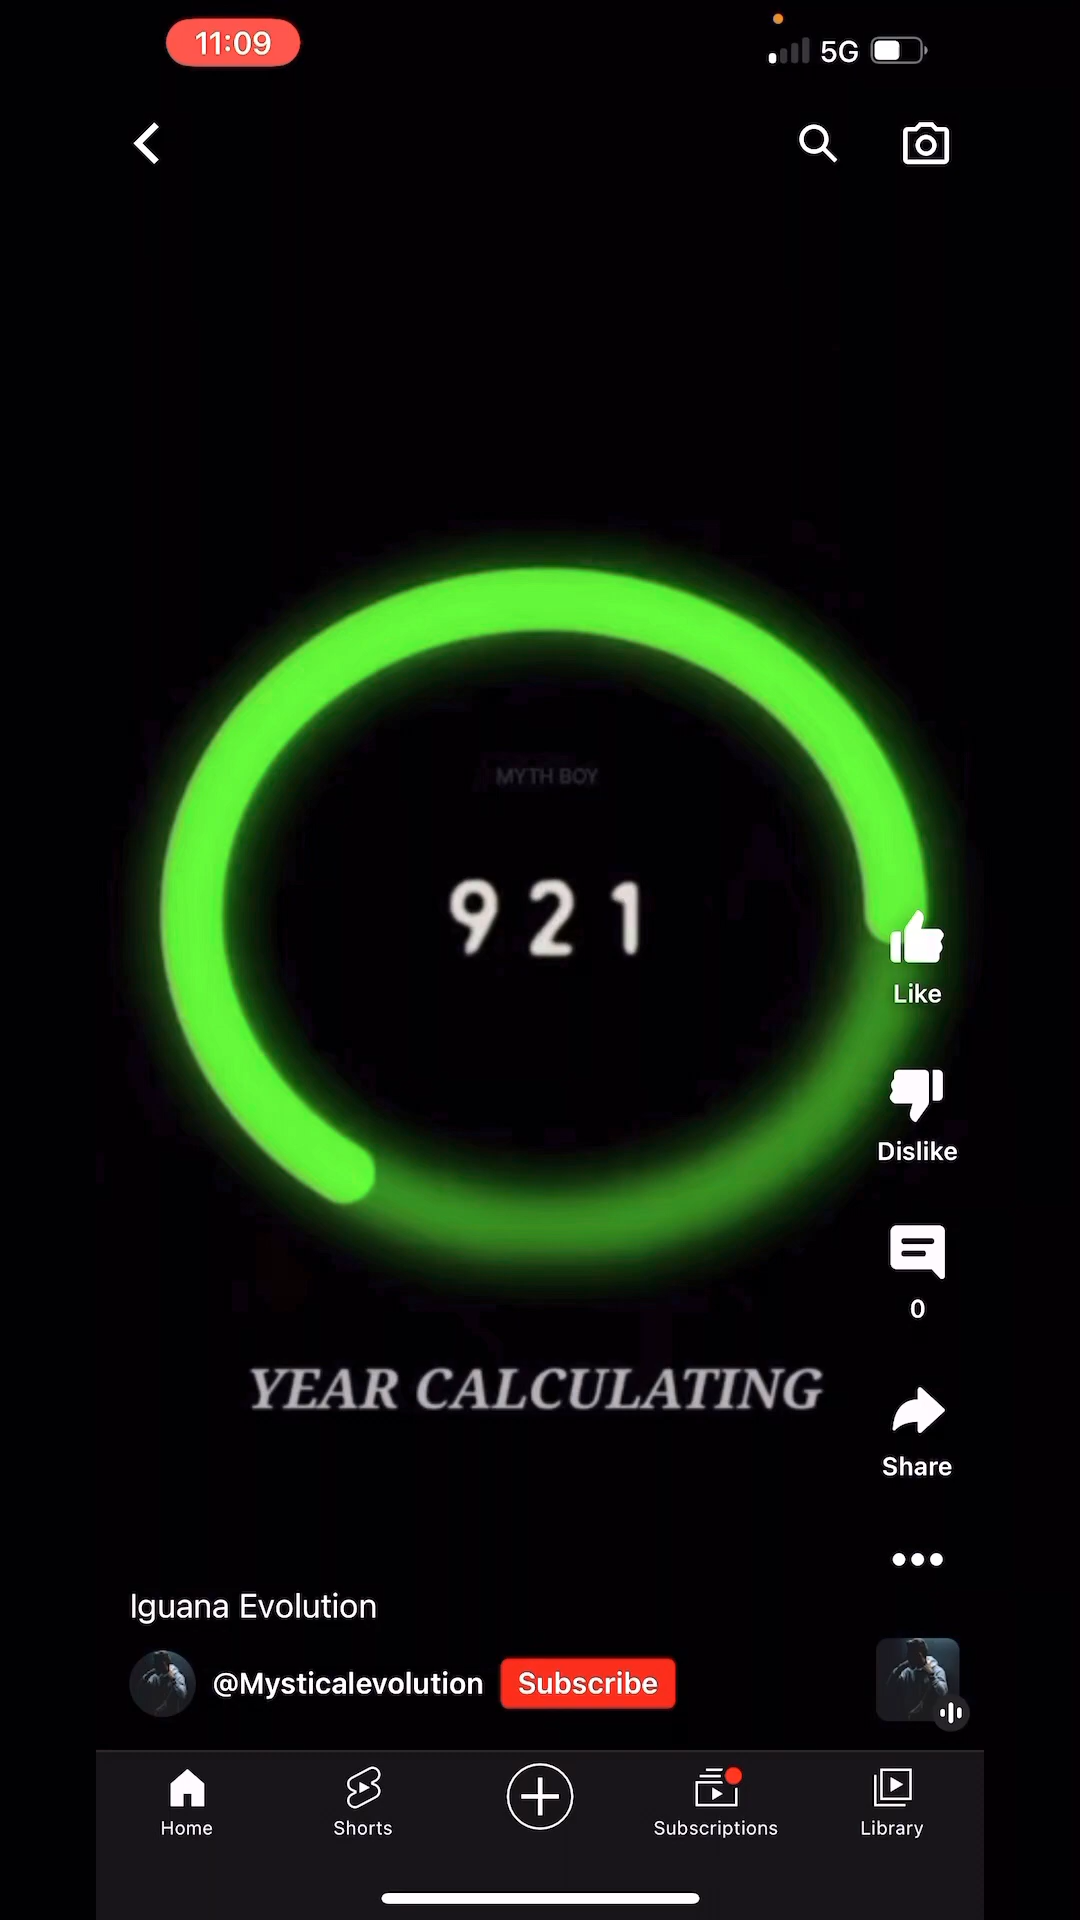 11:09
5G
MYTH BOY
921
Like
Dislike
0
Share
YEAR CALCULATING
Iguana Evolution
@Mysticalevolution
Subscribe
Home
Shorts
Subscriptions
Library